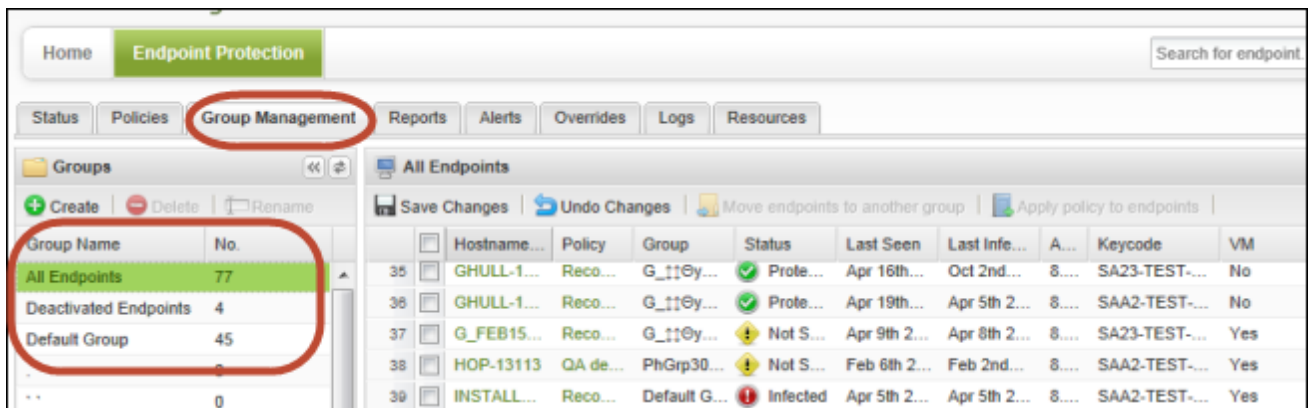 Home Endpoint Protection Search for endpoint.
Status Policies Group Management Reports Alerts Overrides Logs Resources
Groups
Create Delete Rename
Group Name No.
All Endpoints 77
Deactivated Endpoints 4
Default Group 45
0
All Endpoints
Save Changes Undo Changes Move endpoints to another group Apply policy to endpoints
Hostname... Policy Group Status Last Seen Last Infe... A... Keycode VM
35 GHULL-1... Reco... G_‡‡Θy... Prote... Apr 16th... Oct 2nd... 8.... SA23-TEST-... No
36 GHULL-1... Reco... G_‡‡Θy... Prote... Apr 19th... Apr 5th 2... 8.... SAA2-TEST-... No
37 G_FEB15... Reco... G_‡‡Θy... Not S... Apr 9th 2... Apr 8th 2... 8.... SA23-TEST-... Yes
38 HOP-13113 QA de... PhGrp30... Not S... Feb 6th 2... Feb 2nd... 8.... SAA2-TEST-... Yes
39 INSTALL... Reco... Default G... Infected Apr 5th 2... Apr 5th 2... 8.... SAA2-TEST-... Yes